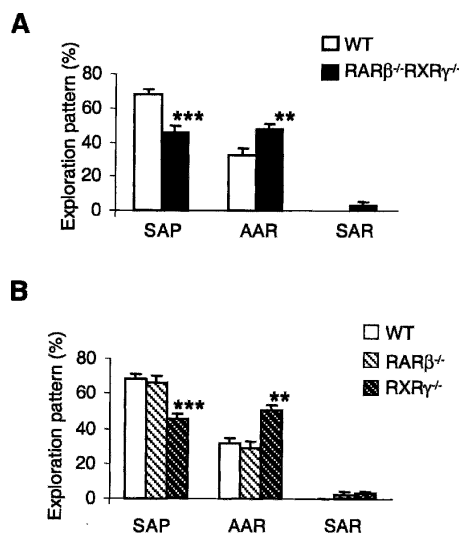 A
WT
RARβ-/-RXRγ-/-
Exploration pattern (%)
80
60
40
20
0
***
**
SAP AAR SAR
B
WT
RARβ-/-
RXRγ-/-
Exploration pattern (%)
80
60
40
20
0
***
**
SAP AAR SAR